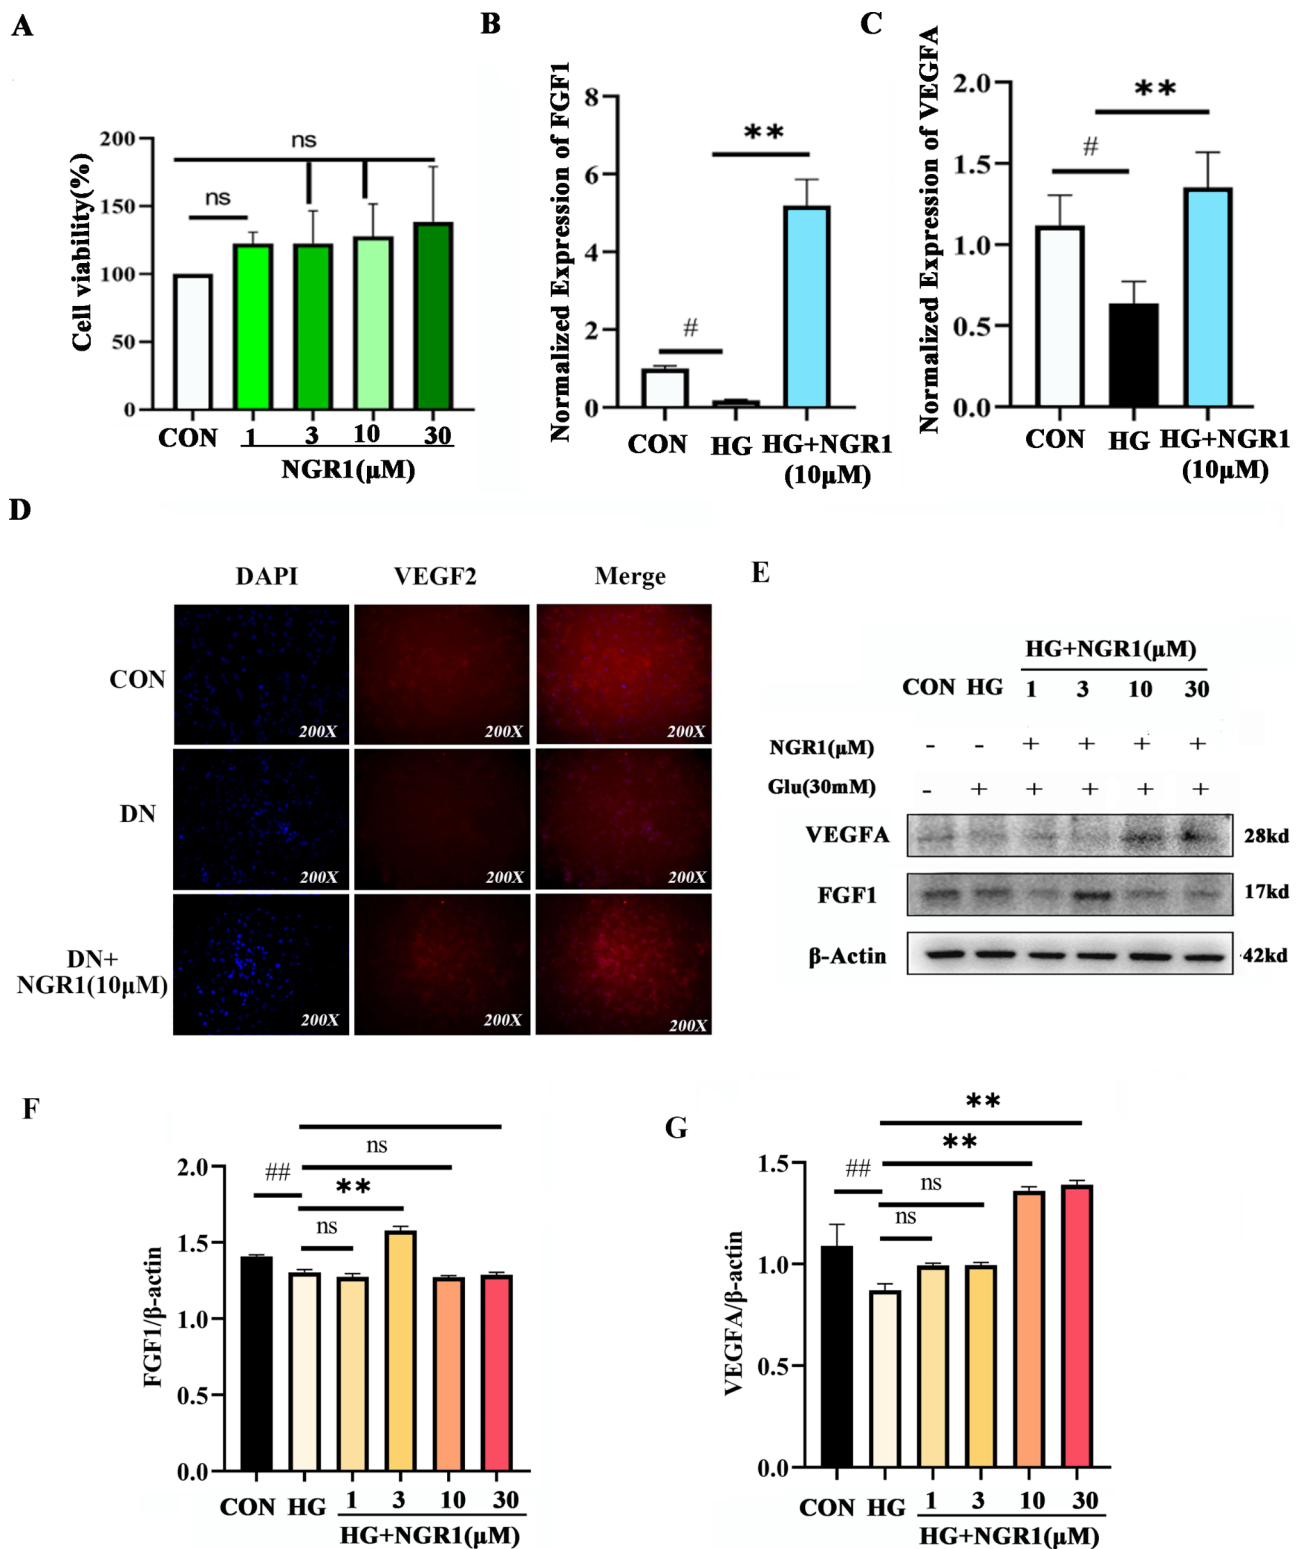 A
Cell viability(%)
200
150
100
50
0
ns
ns
CON
1
3
10
30
NGR1(μM)
B
Normalized Expression of FGF1
8
6
4
2
0
#
**
CON
HG
HG+NGR1
(10μM)
C
Normalized Expression of VEGFA
2.0
1.5
1.0
0.5
0.0
#
**
CON
HG
HG+NGR1
(10μM)
D
DAPI
VEGF2
Merge
CON
200X
200X
200X
DN
200X
200X
200X
DN+
NGR1(10μM)
200X
200X
200X
E
HG+NGR1(μM)
CON HG 1 3 10 30
NGR1(μM) - - + + + +
Glu(30mM) - + + + + +
VEGFA 28kd
FGF1 17kd
β-Actin 42kd
F
FGF1/β-actin
2.0
1.5
1.0
0.5
0.0
##
ns
**
ns
CON
HG
1
3
10
30
HG+NGR1(μM)
G
VEGFA/β-actin
1.5
1.0
0.5
0.0
##
ns
ns
**
**
CON
HG
1
3
10
30
HG+NGR1(μM)